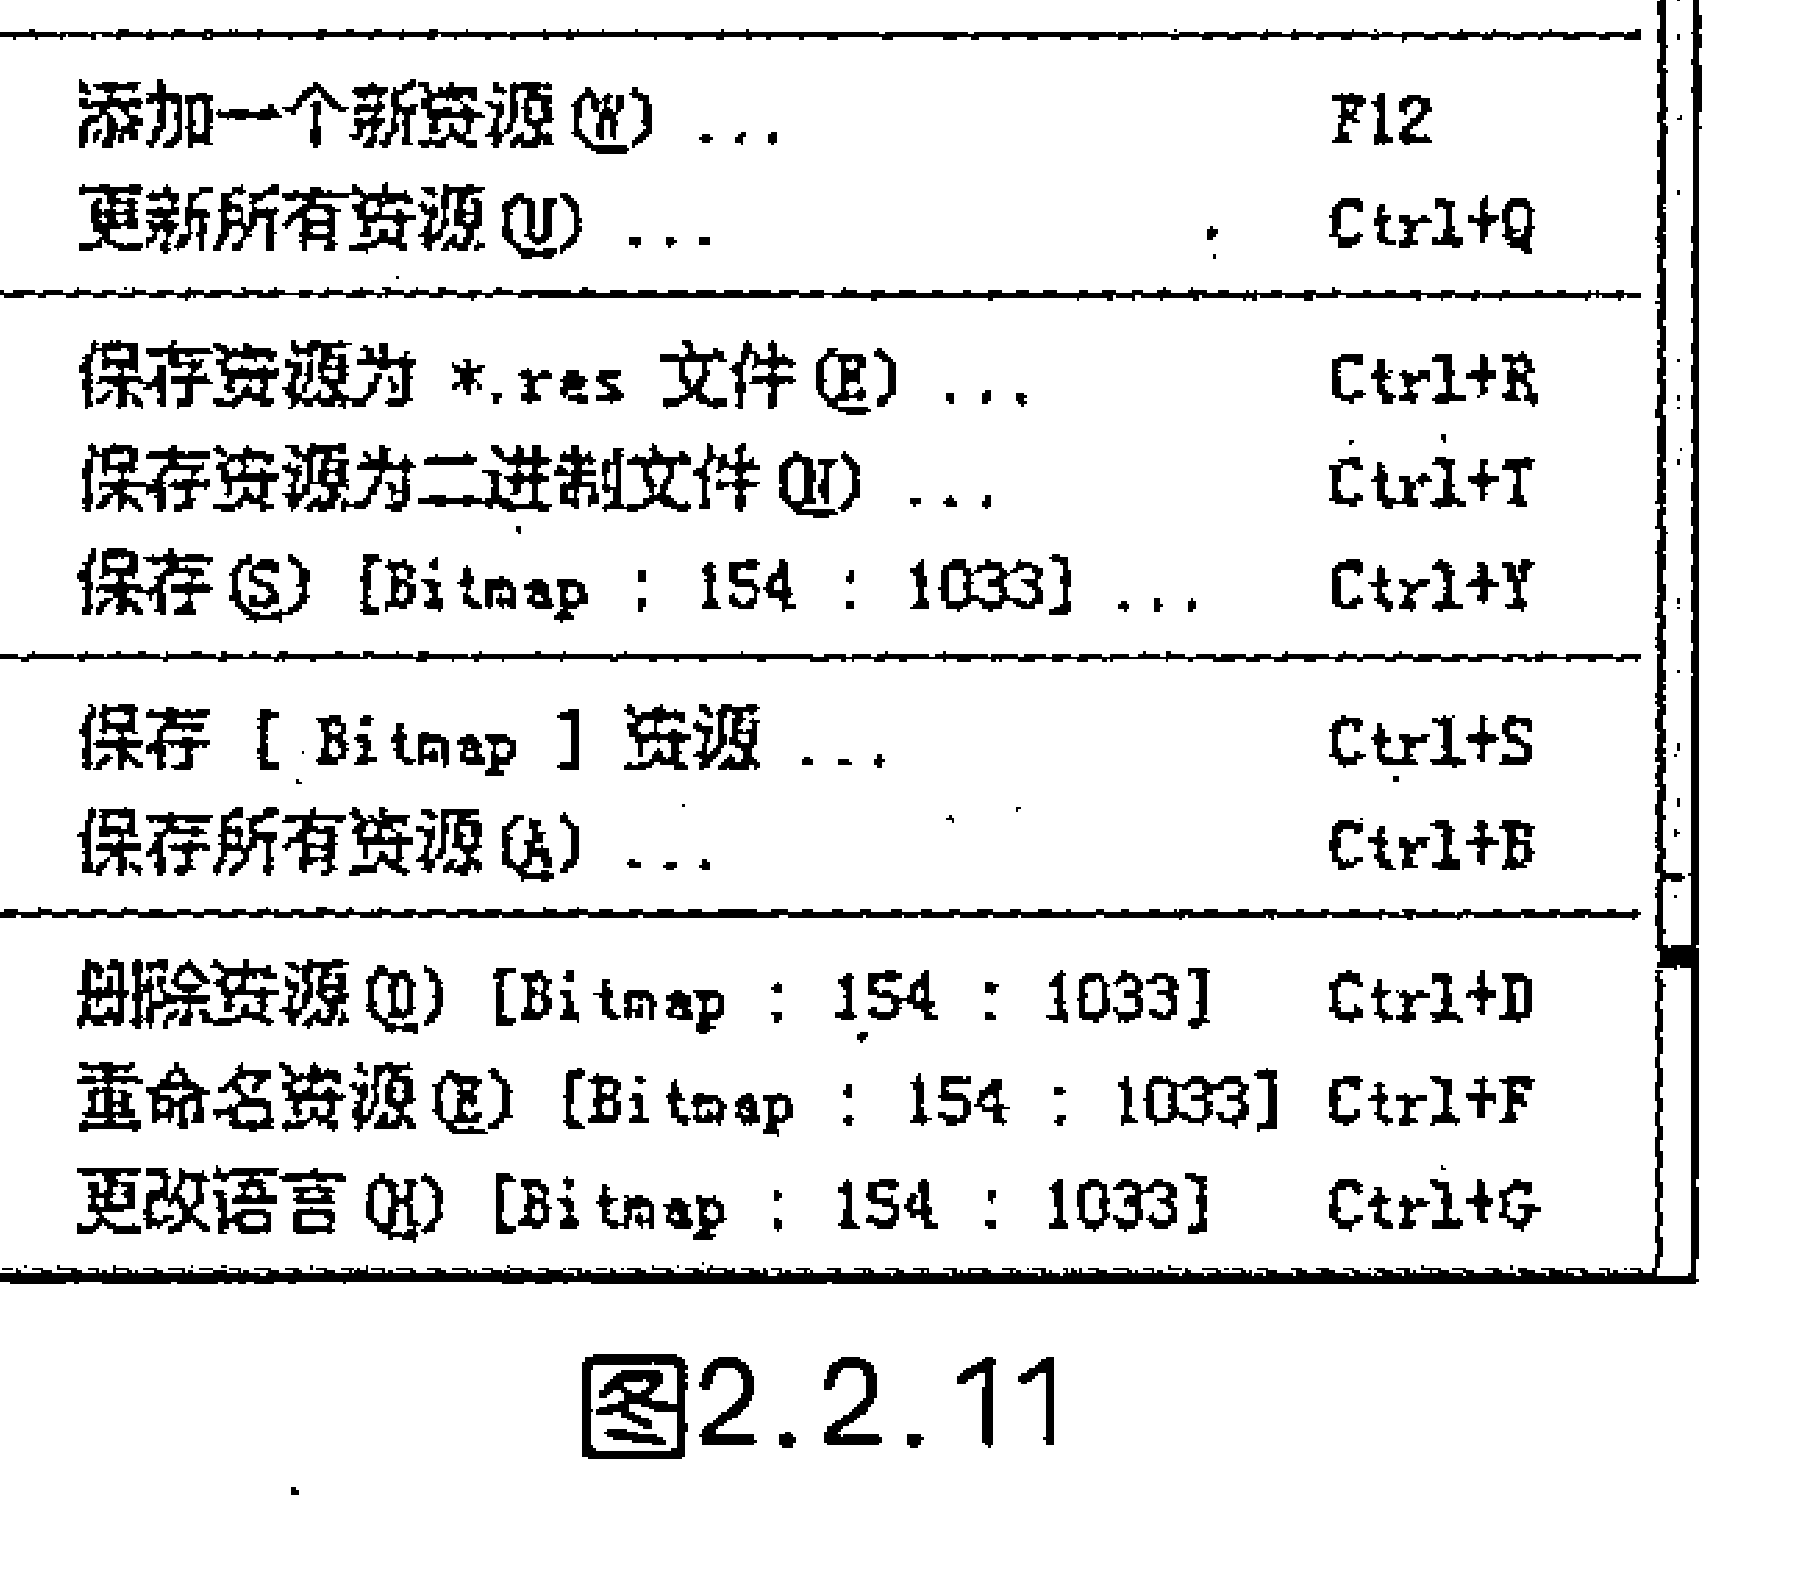 添加一个新资源(W) ... F12
更新所有资源(U) ... Ctrl+Q
保存资源为 *.res 文件(E) ... Ctrl+R
保存资源为二进制文件(N) ... Ctrl+T
保存(S) [Bitmap : 154 : 1033] ... Ctrl+Y
保存 [ Bitmap ] 资源 ... Ctrl+S
保存所有资源(A) ... Ctrl+B
删除资源(D) [Bitmap : 154 : 1033] Ctrl+D
重命名资源(E) [Bitmap : 154 : 1033] Ctrl+F
更改语言(H) [Bitmap : 154 : 1033] Ctrl+G
图2.2.11